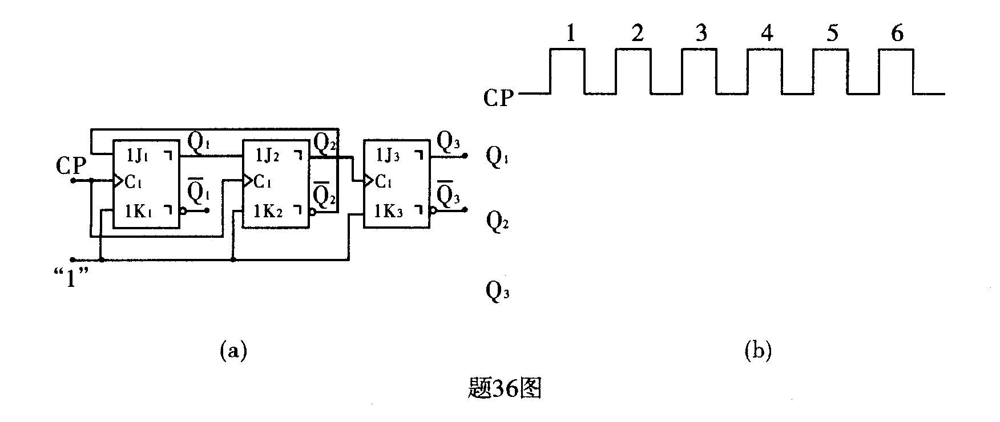 1 2 3 4 5 6
CP
1J₁ ㄱ Q₁ 1J₂ ㄱ Q₂ 1J₃ ㄱ Q₃
CP C₁ Q̅₁ C₁ Q̅₂ C₁ Q̅₃
1K₁ ㄱ 1K₂ ㄱ 1K₃ ㄱ
“1”
Q₁
Q₂
Q₃
(a) (b)
题36图